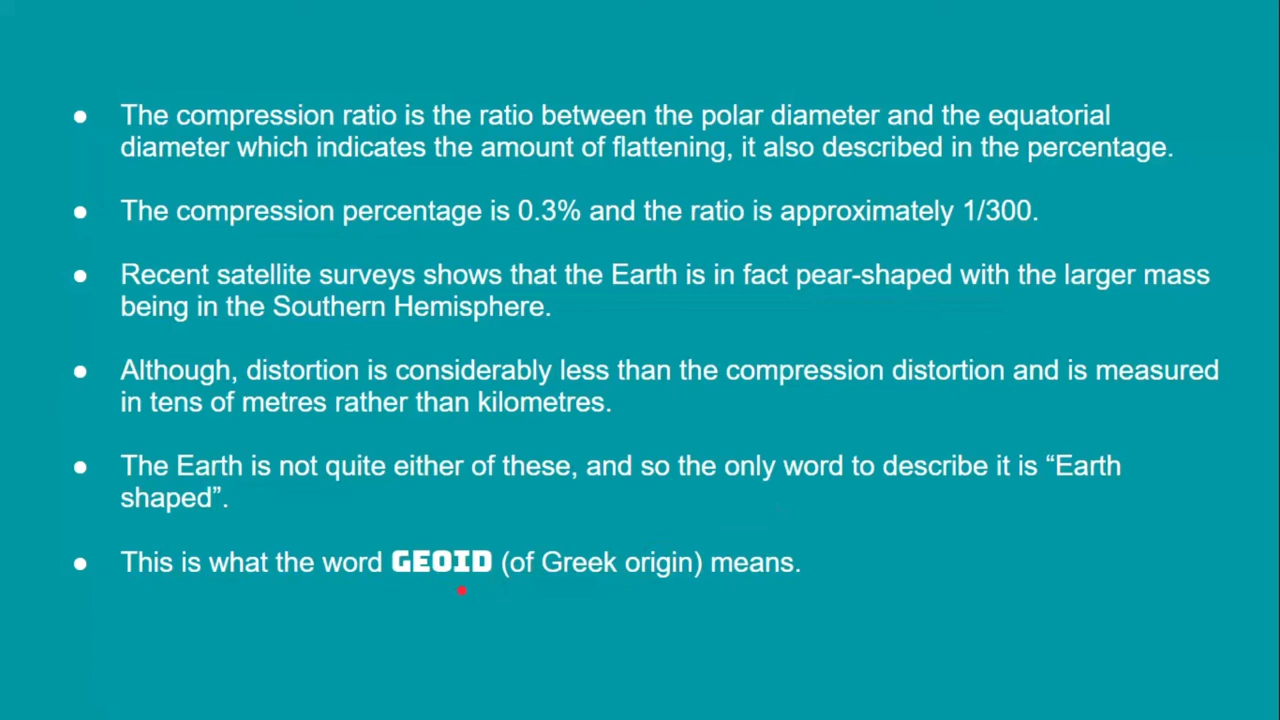 ● The compression ratio is the ratio between the polar diameter and the equatorial
diameter which indicates the amount of flattening, it also described in the percentage.
● The compression percentage is 0.3% and the ratio is approximately 1/300.
● Recent satellite surveys shows that the Earth is in fact pear-shaped with the larger mass
being in the Southern Hemisphere.
● Although, distortion is considerably less than the compression distortion and is measured
in tens of metres rather than kilometres.
● The Earth is not quite either of these, and so the only word to describe it is “Earth
shaped”.
● This is what the word GEOID (of Greek origin) means.